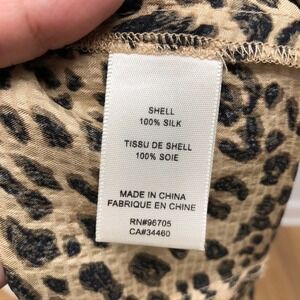 SHELL
100% SILK
TISSU DE SHELL
100% SOIE
MADE IN CHINA
FABRIQUE EN CHINE
RN#96705
CA#34460